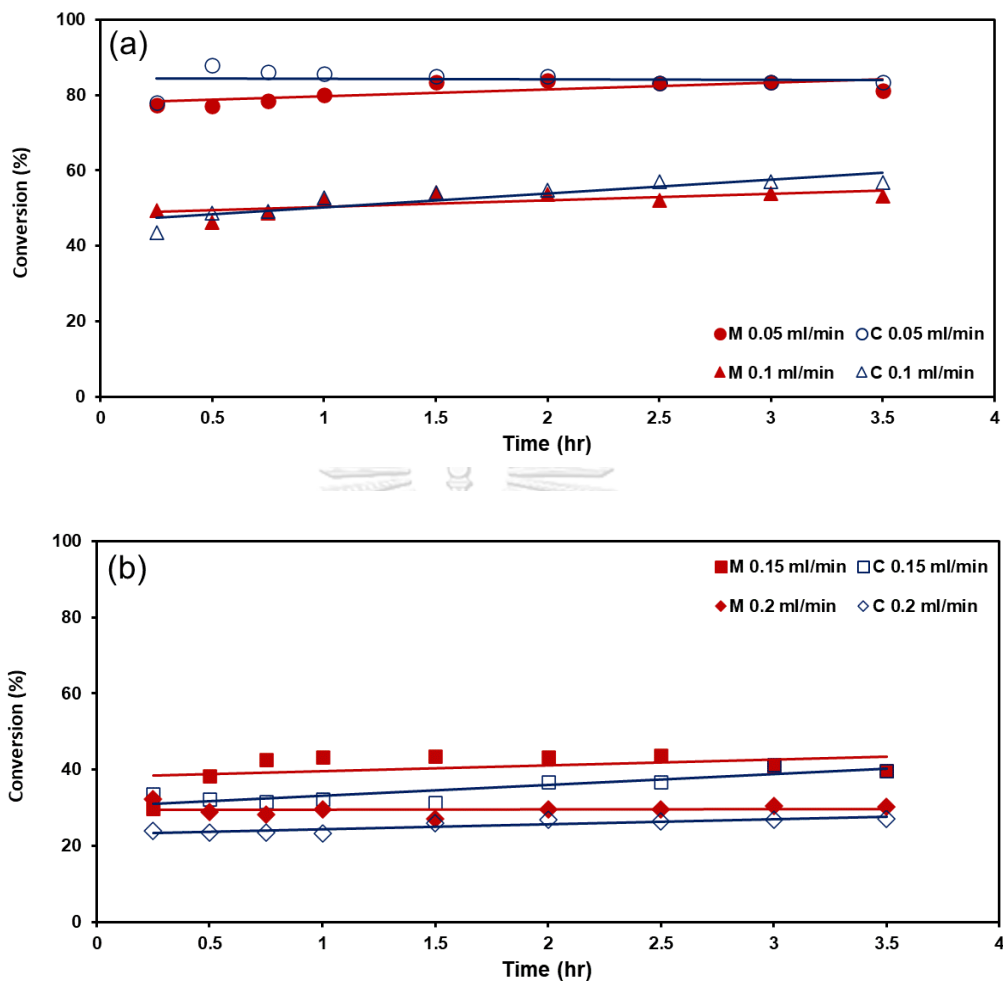 (a)
100
80
60
40
20
0
Conversion (%)
M 0.05 ml/min C 0.05 ml/min
M 0.1 ml/min C 0.1 ml/min
0 0.5 1 1.5 2 2.5 3 3.5 4
Time (hr)
(b)
100
80
60
40
20
0
Conversion (%)
M 0.15 ml/min C 0.15 ml/min
M 0.2 ml/min C 0.2 ml/min
0 0.5 1 1.5 2 2.5 3 3.5 4
Time (hr)